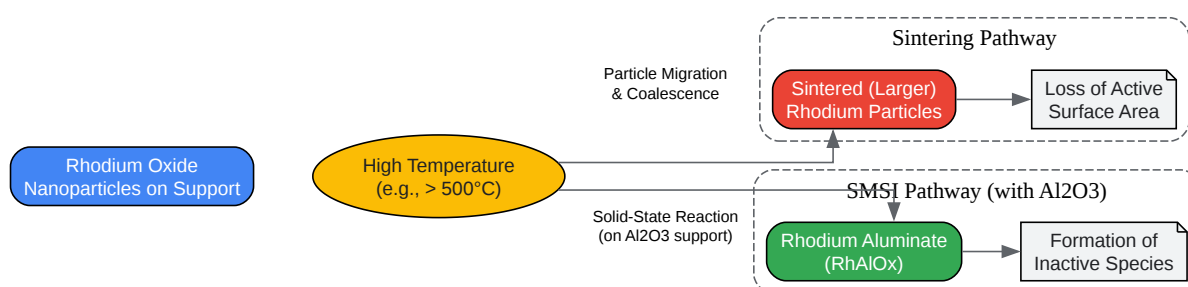 Rhodium Oxide
Nanoparticles on Support
High Temperature
(e.g., > 500°C)
Particle Migration
& Coalescence
Sintering Pathway
Sintered (Larger)
Rhodium Particles
Loss of Active
Surface Area
Solid-State Reaction
(on Al2O3 support)
SMSI Pathway (with Al2O3)
Rhodium Aluminate
(RhAlOx)
Formation of
Inactive Species